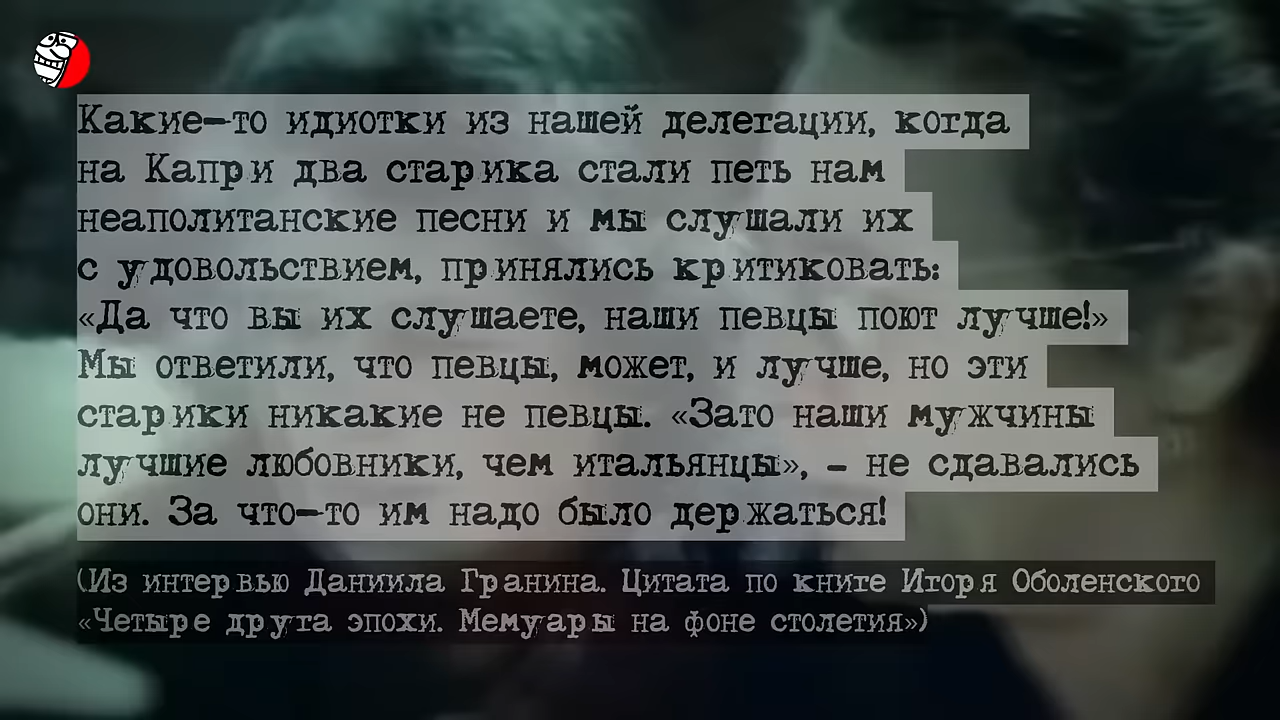 Какие—то идиотки из нашей делегации, когда
на Капри два старика стали петь нам
неаполитанские песни и мы слушали их
с удовольствием, принялись критиковать:
«Да что вы их слушаете, наши певцы поют лучше!»
Мы ответили, что певцы, может, и лучше, но эти
старики никакие не певцы. «Зато наши мужчины
лучшие любовники, чем итальянцы», – не сдавались
они. За что—то им надо было держаться!
(Из интервью Даниила Гранина. Цитата по книге Игоря Оболенского
«Четыре друга эпохи. Мемуары на фоне столетия»)